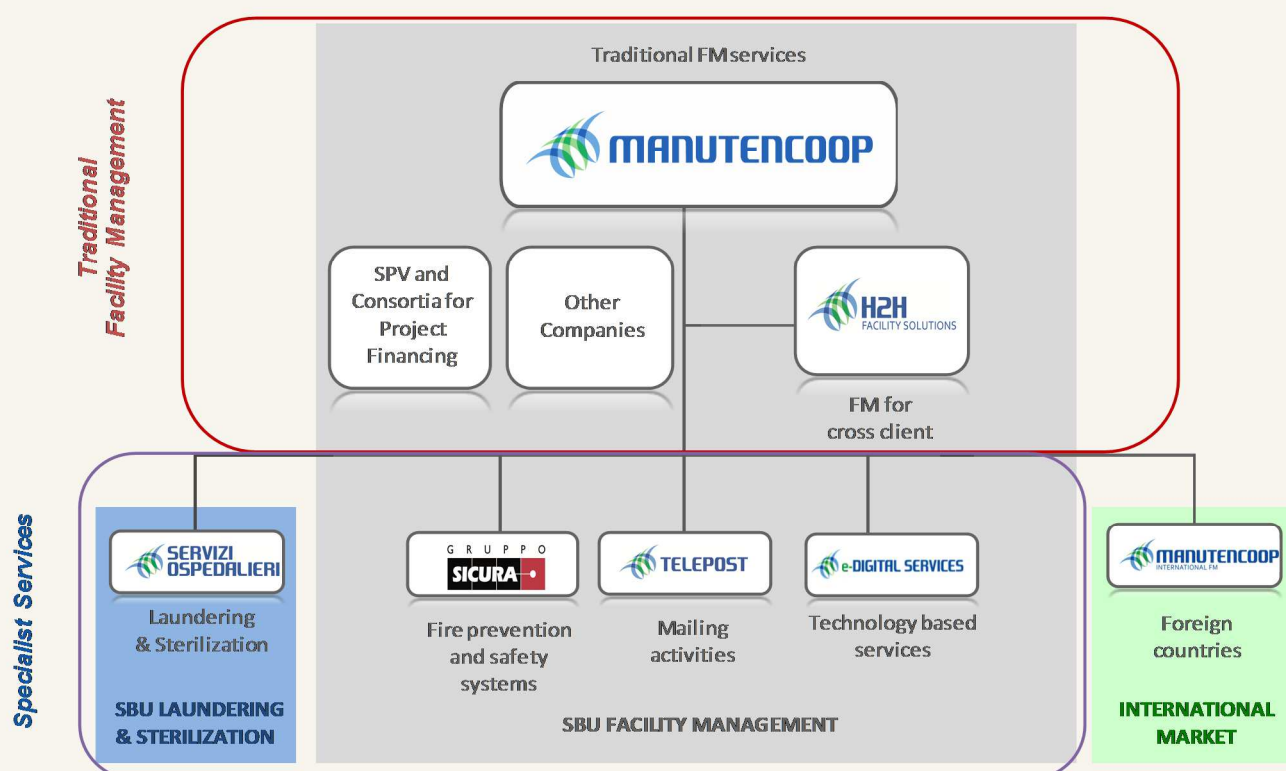 Traditional FM services
MANUTENCOOP
Traditional
Facility Management
SPV and
Consortia for
Project
Financing
Other
Companies
H2H
FACILITY SOLUTIONS
FM for
cross client
Specialist Services
SERVIZI
OSPEDALIERI
Laundering
& Sterilization
SBU LAUNDERING
& STERILIZATION
GRUPPO
SICURA
Fire prevention
and safety
systems
TELEPOST
Mailing
activities
e-DIGITAL SERVICES
Technology based
services
SBU FACILITY MANAGEMENT
MANUTENCOOP
INTERNATIONAL FM
Foreign
countries
INTERNATIONAL
MARKET